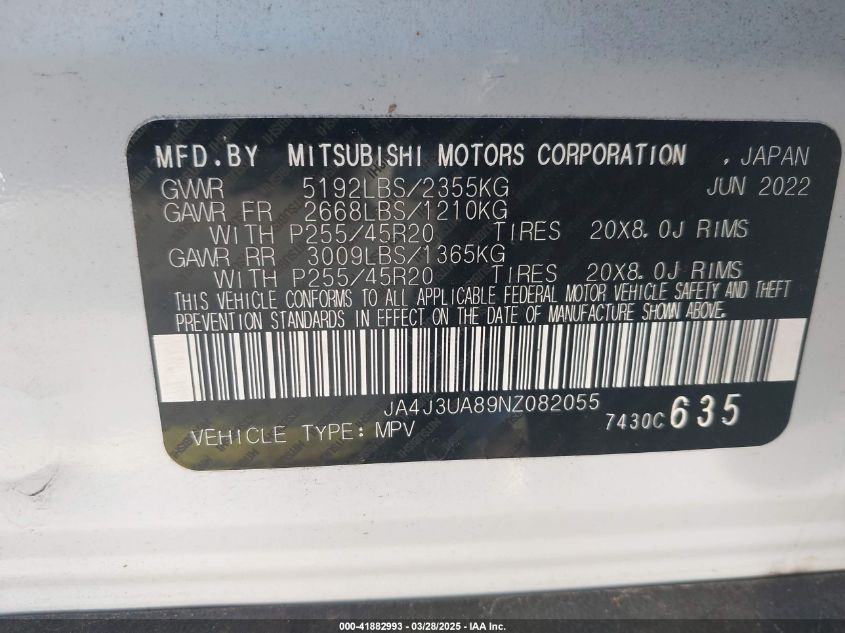 MFD.BY MITSUBISHI MOTORS CORPORATION , JAPAN
GVWR 5192LBS/2355KG JUN 2022
GAWR FR 2668LBS/1210KG
WITH P255/45R20 TIRES 20X8.0J RIMS
GAWR RR 3009LBS/1365KG
WITH P255/45R20 TIRES 20X8.0J RIMS
THIS VEHICLE CONFORMS TO ALL APPLICABLE FEDERAL MOTOR VEHICLE SAFETY AND THEFT
PREVENTION STANDARDS IN EFFECT ON THE DATE OF MANUFACTURE SHOWN ABOVE.
JA4J3UA89NZ082055
VEHICLE TYPE:MPV 7430C635
000-41882993 | 03/28/2025 - IAA Inc.